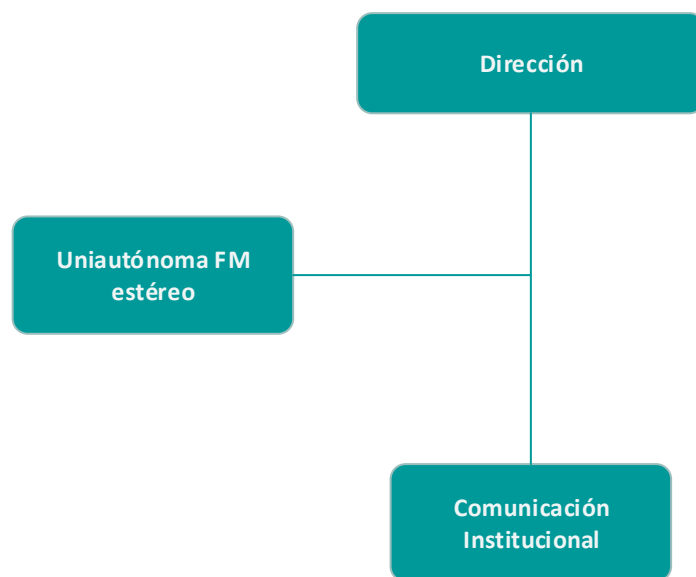 Dirección
Uniautónoma FM
estéreo
Comunicación
Institucional